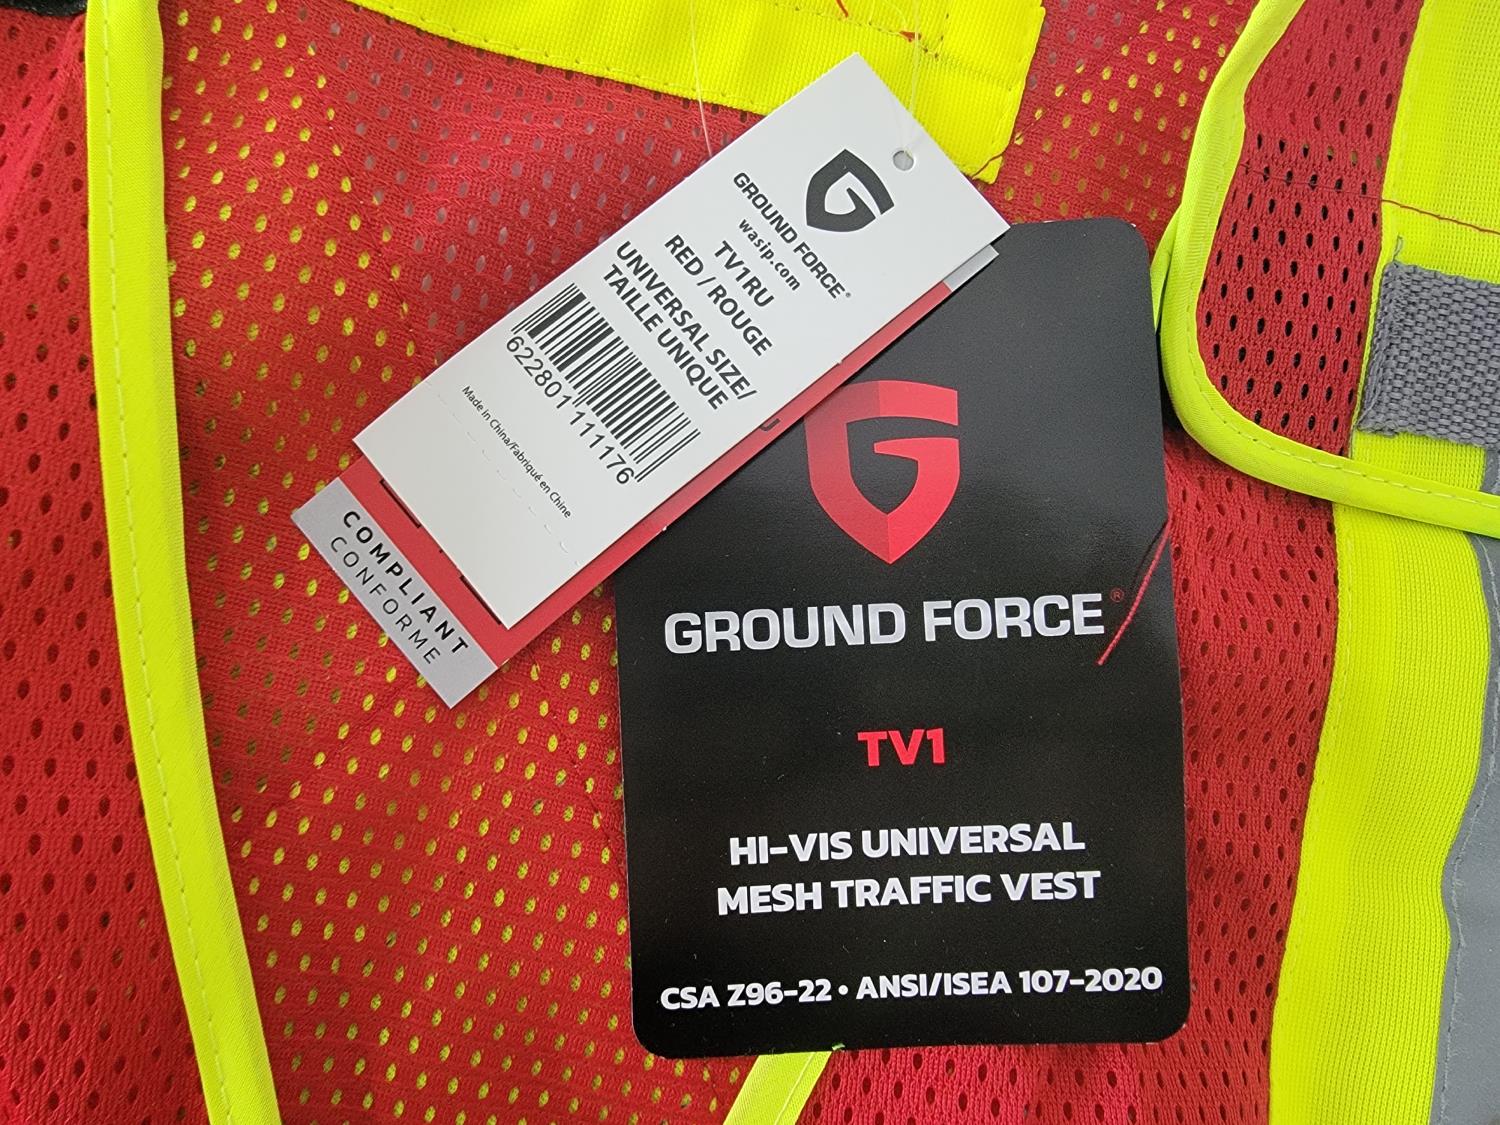 GROUND FORCE®
wasip.com
TV1RU
RED / ROUGE
UNIVERSAL SIZE/
TAILLE UNIQUE
622801111176
Made in China/Fabriqué en Chine
COMPLIANT
CONFORME
GROUND FORCE®
TV1
HI-VIS UNIVERSAL
MESH TRAFFIC VEST
CSA Z96-22 • ANSI/ISEA 107-2020